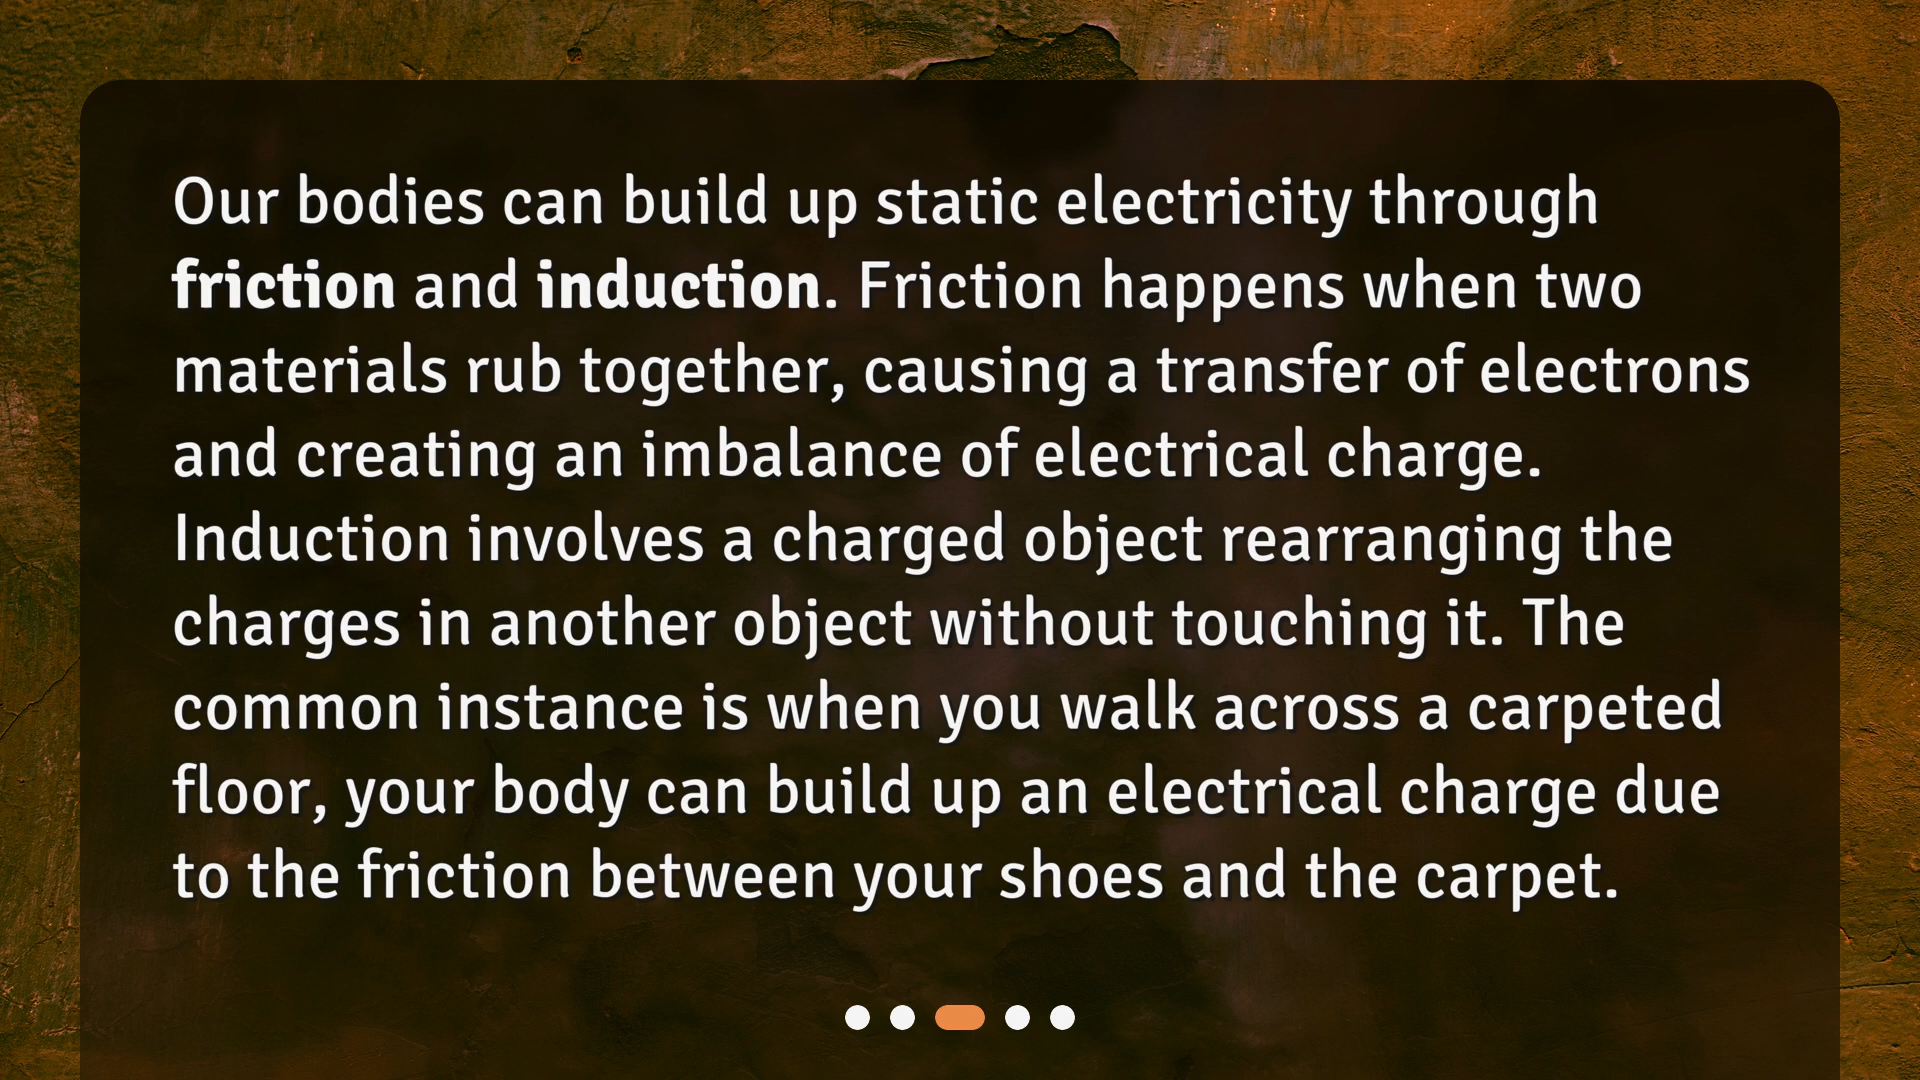 Our bodies can build up static electricity through
friction and induction. Friction happens when two
materials rub together, causing a transfer of electrons
and creating an imbalance of electrical charge.
Induction involves a charged object rearranging the
charges in another object without touching it. The
common instance is when you walk across a carpeted
floor, your body can build up an electrical charge due
to the friction between your shoes and the carpet.